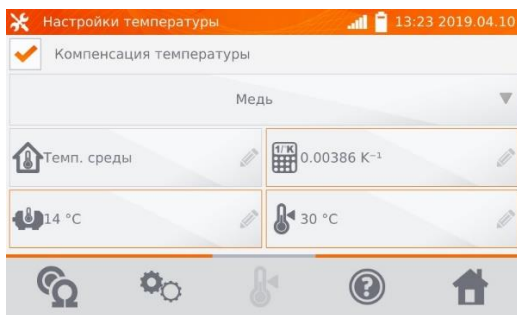 Настройки температуры 13:23 2019.04.10
Компенсация температуры
Медь
Темп. среды
1/°K 0.00386 K⁻¹
14 °C
30 °C
Ω
?